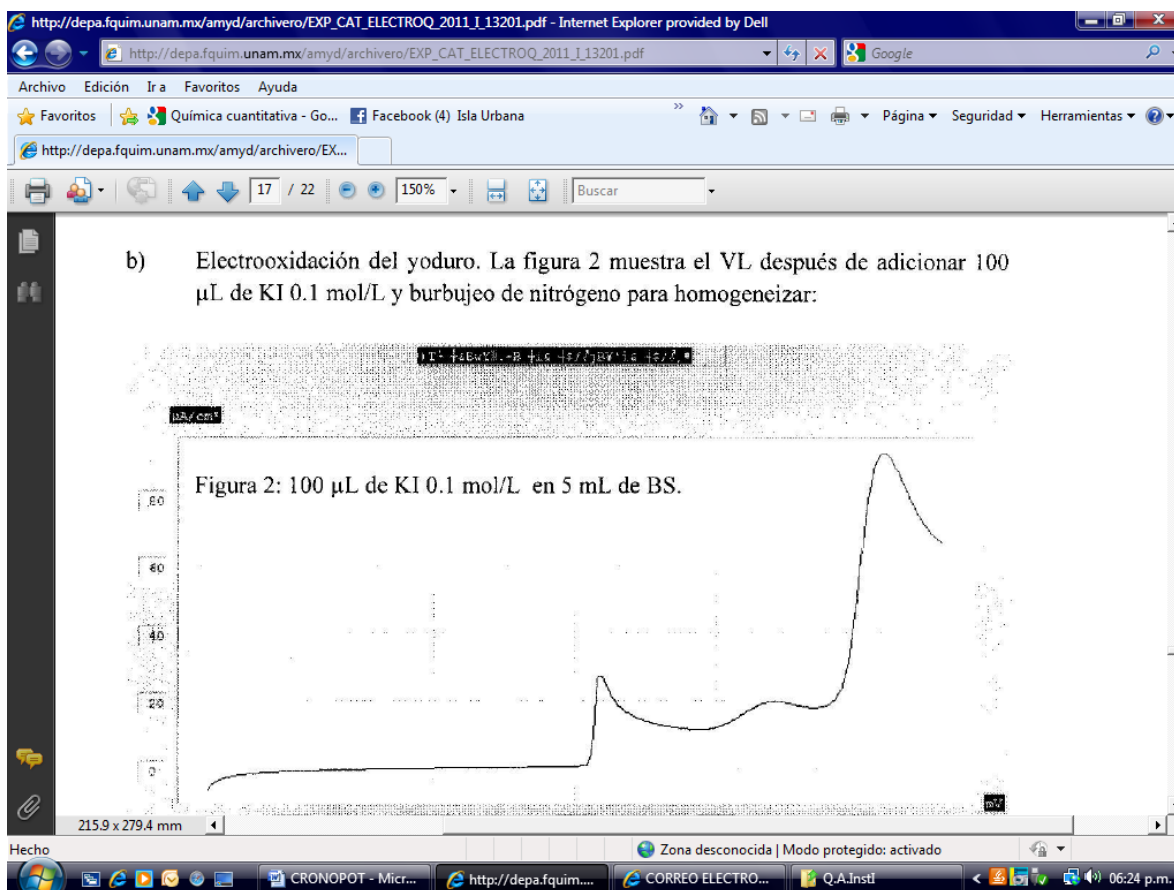 http://depa.fquim.unam.mx/amyd/archivero/EXP_CAT_ELECTROQ_2011_I_13201.pdf - Internet Explorer provided by Dell
http://depa.fquim.unam.mx/amyd/archivero/EXP_CAT_ELECTROQ_2011_I_13201.pdf
Google
Archivo Edición Ir a Favoritos Ayuda
Favoritos Química cuantitativa - Go... Facebook (4) Isla Urbana » Página Seguridad Herramientas
http://depa.fquim.unam.mx/amyd/archivero/EX...
17 / 22 150% Buscar
b) Electrooxidación del yoduro. La figura 2 muestra el VL después de adicionar 100
µL de KI 0.1 mol/L y burbujeo de nitrógeno para homogeneizar:
µA/cm²
Figura 2: 100 µL de KI 0.1 mol/L en 5 mL de BS.
80
60
40
20
0
mV
215.9 x 279.4 mm
Hecho Zona desconocida | Modo protegido: activado
CRONOPOT - Micr... http://depa.fquim.... CORREO ELECTRO... Q.A.InstI 06:24 p.m.